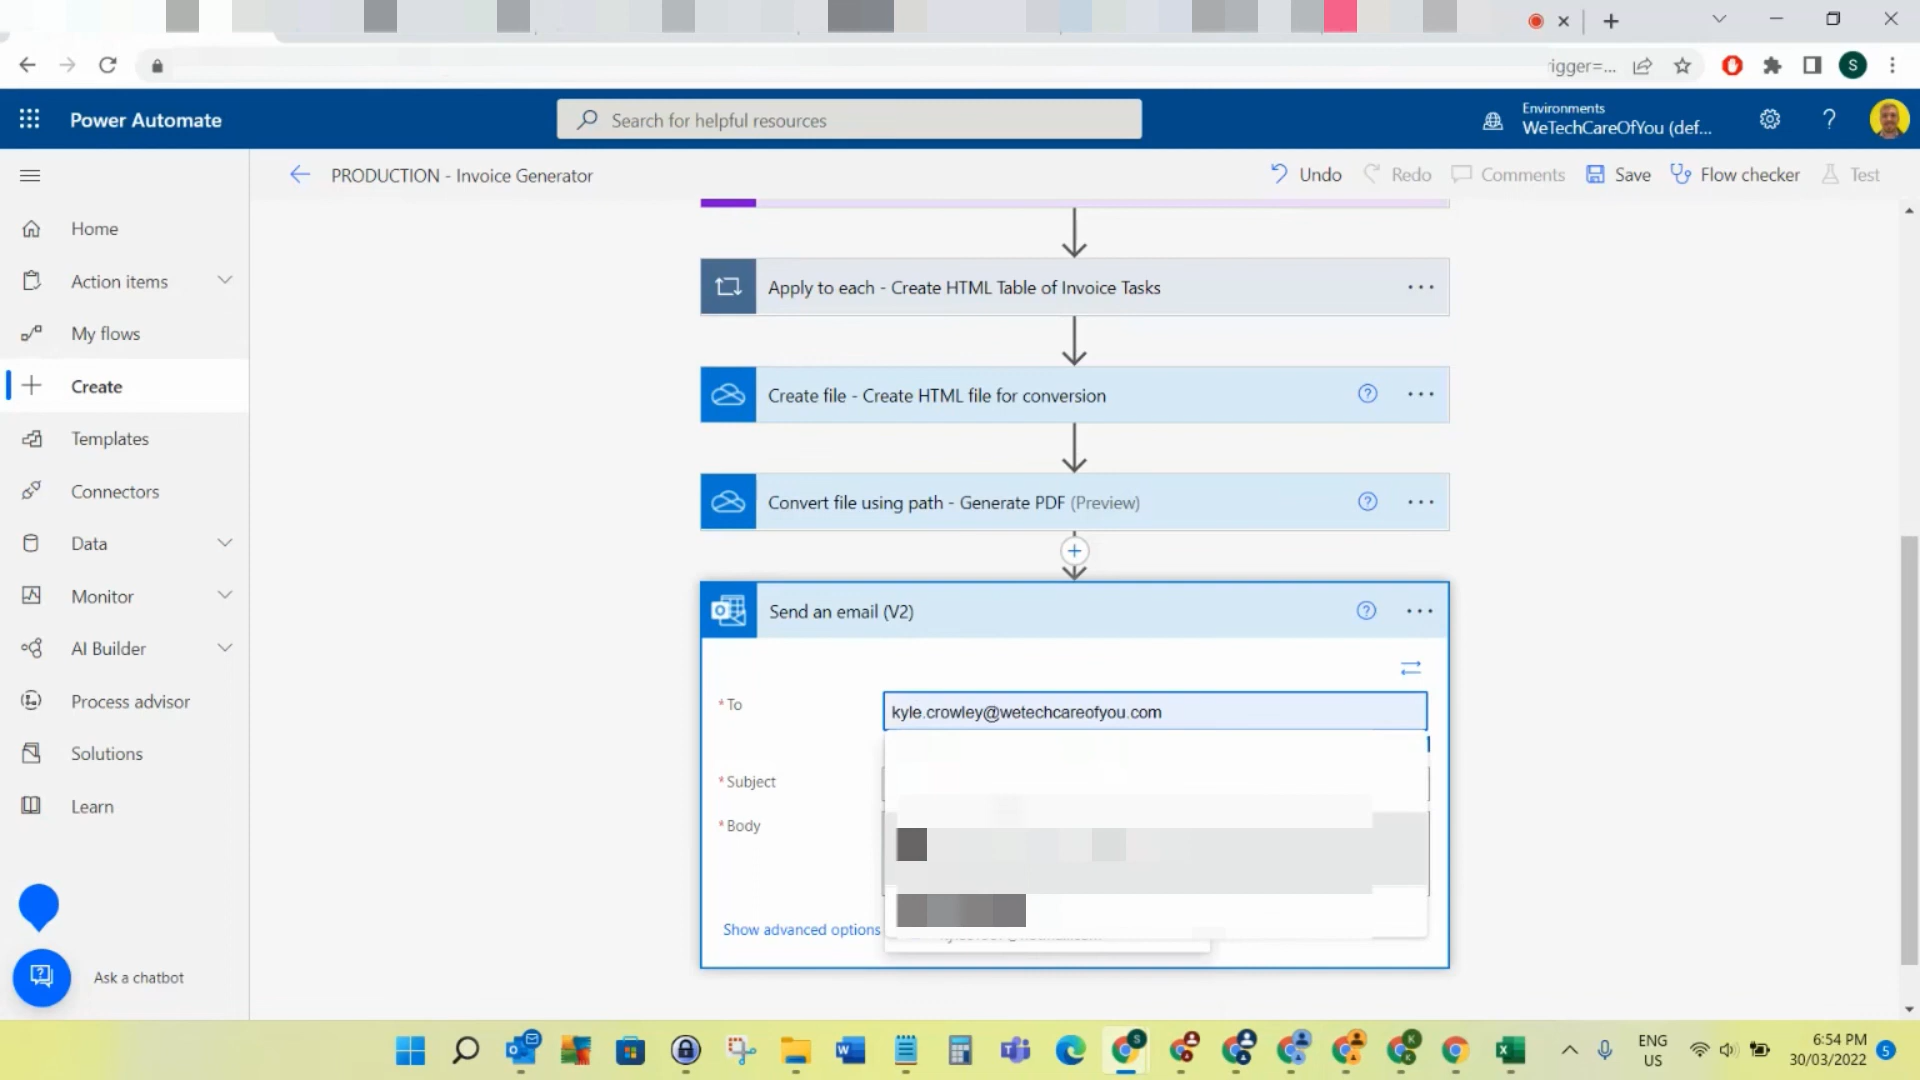 rigger=...
S
Power Automate
Search for helpful resources
Environments
WeTechCareOfYou (def...
PRODUCTION - Invoice Generator
Undo
Redo
Comments
Save
Flow checker
Test
Home
Action items
My flows
Create
Templates
Connectors
Data
Monitor
AI Builder
Process advisor
Solutions
Learn
Ask a chatbot
Apply to each - Create HTML Table of Invoice Tasks
Create file - Create HTML file for conversion
Convert file using path - Generate PDF (Preview)
Send an email (V2)
*To
kyle.crowley@wetechcareofyou.com
*Subject
*Body
Show advanced options
ENG
US
6:54 PM
30/03/2022
5